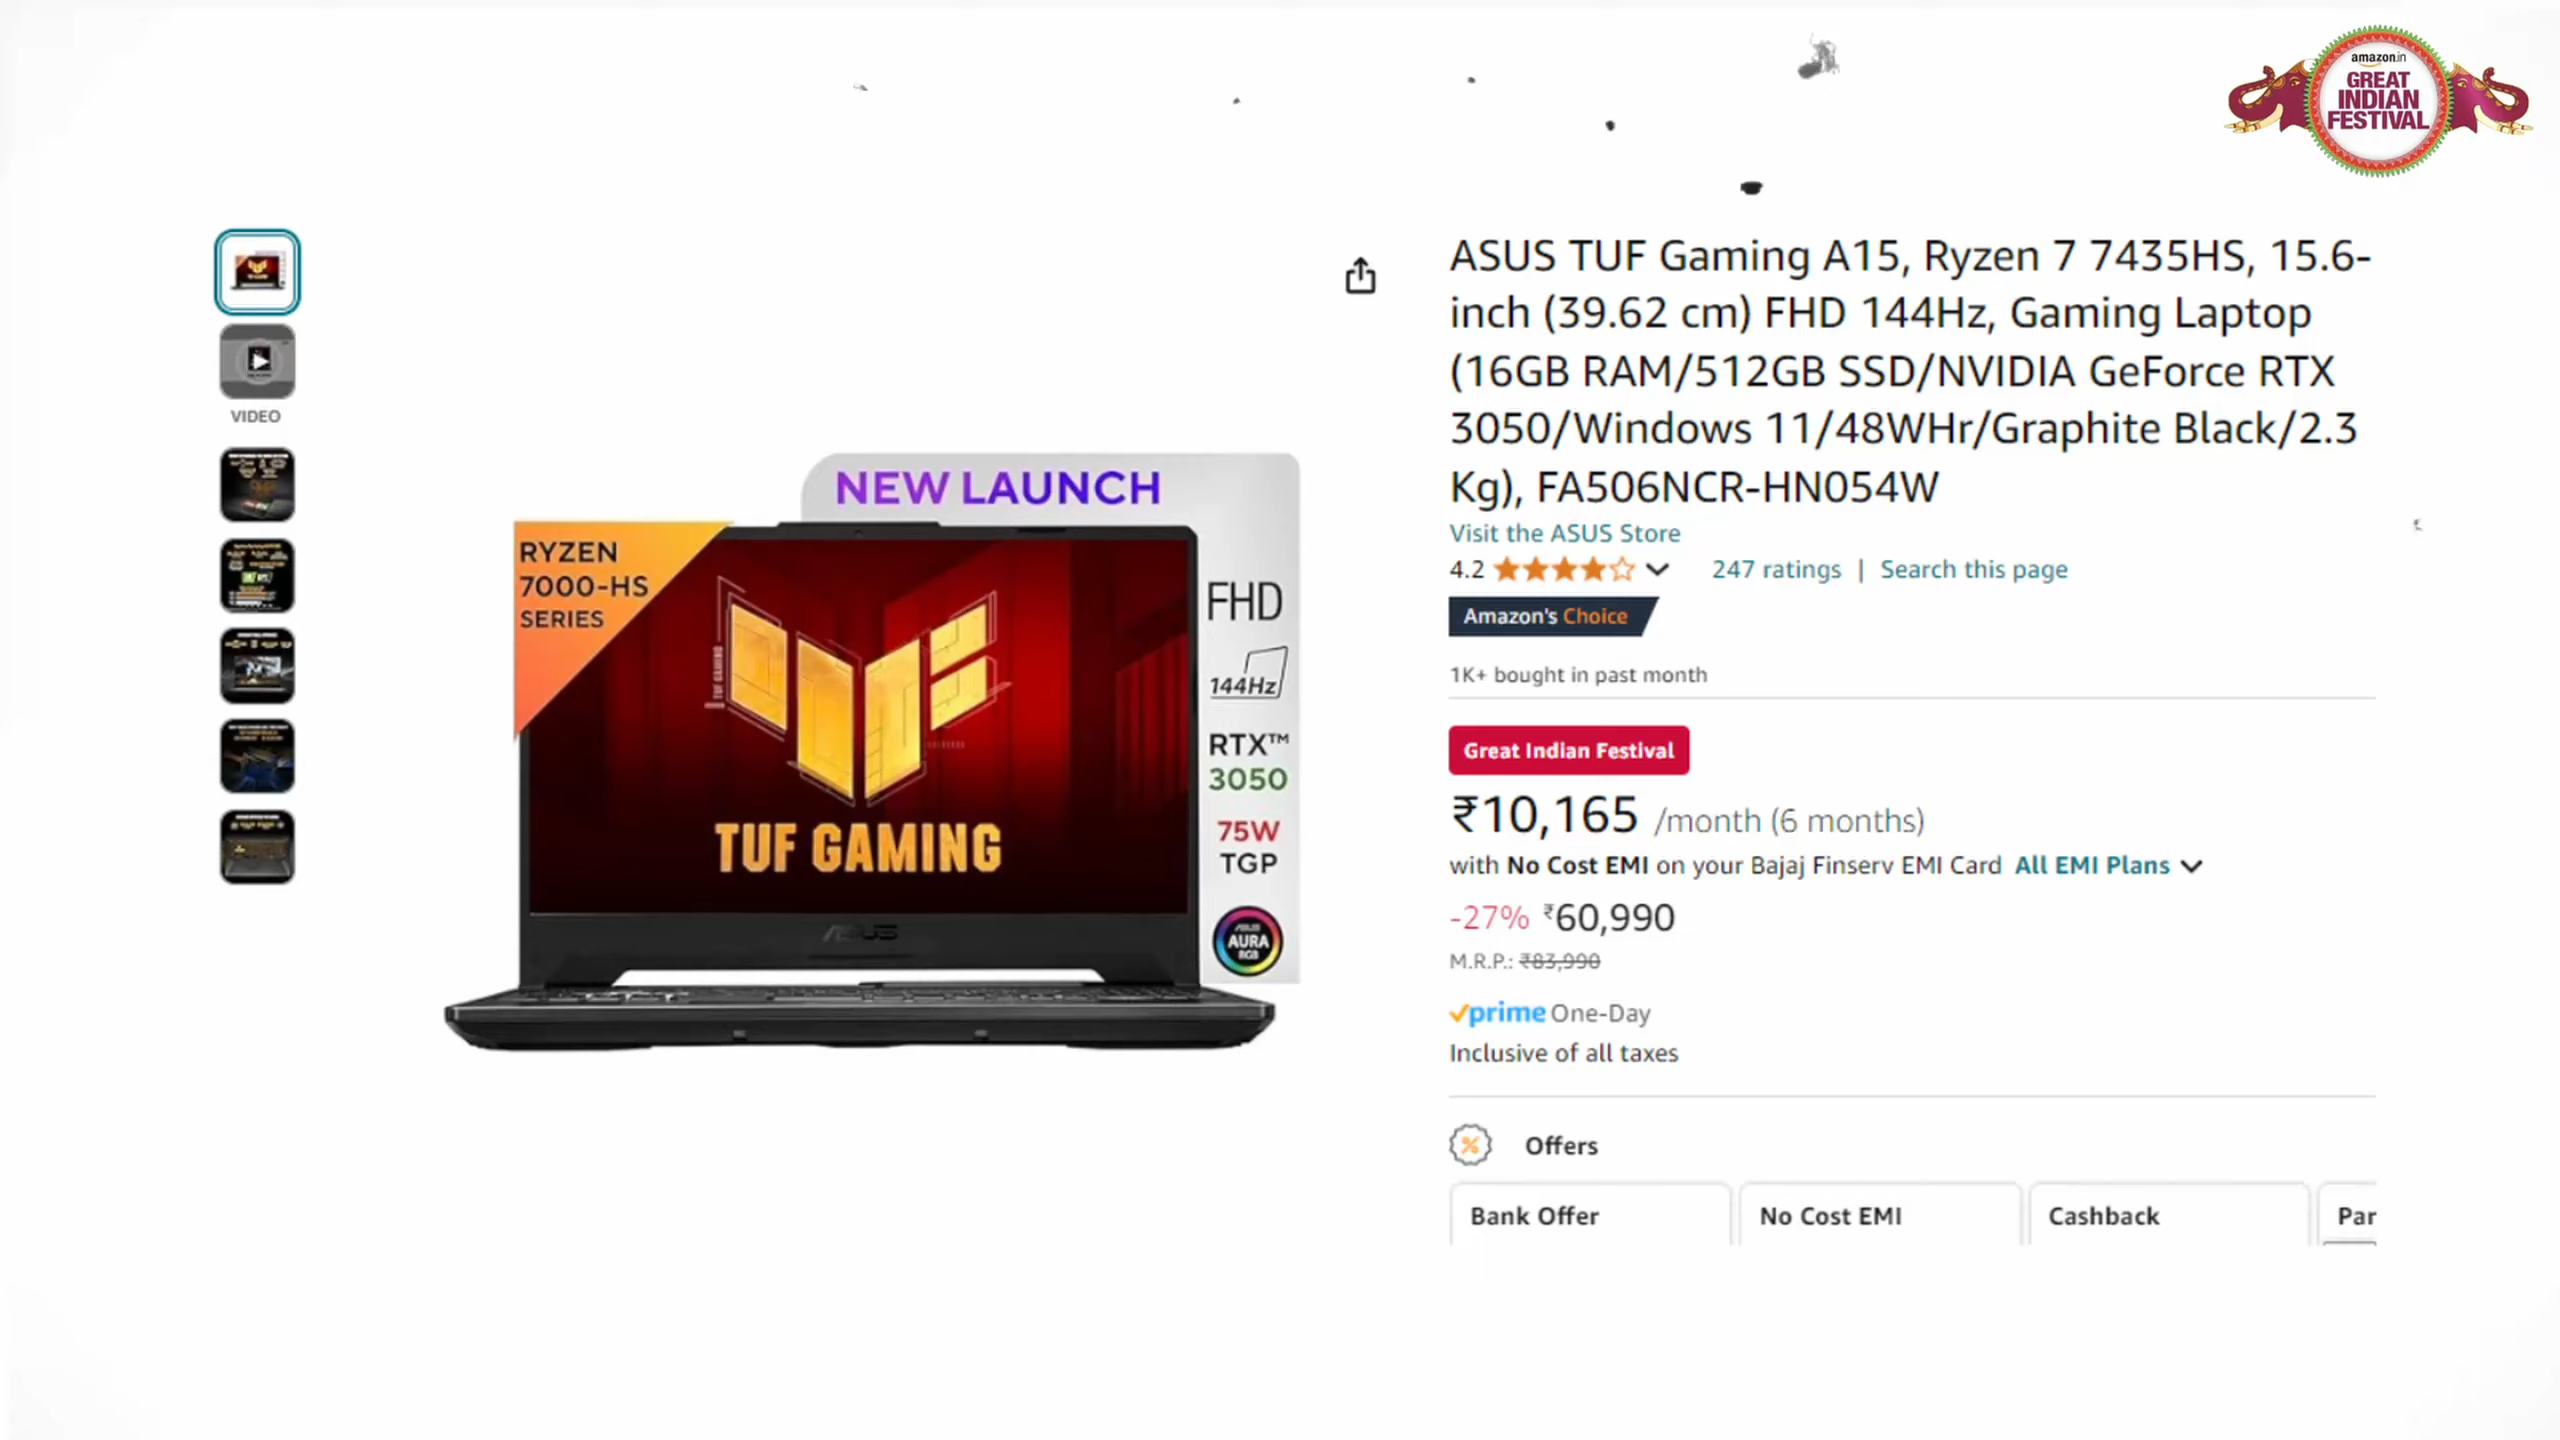 amazon.in
GREAT
INDIAN
FESTIVAL
VIDEO
NEW LAUNCH
RYZEN
7000-HS
SERIES
FHD
144Hz
RTX™
3050
75W
TGP
ASUS
AURA
RGB
TUF GAMING
TUF GAMING
ASUS
ASUS TUF Gaming A15, Ryzen 7 7435HS, 15.6-
inch (39.62 cm) FHD 144Hz, Gaming Laptop
(16GB RAM/512GB SSD/NVIDIA GeForce RTX
3050/Windows 11/48WHr/Graphite Black/2.3
Kg), FA506NCR-HN054W
Visit the ASUS Store
4.2 247 ratings | Search this page
Amazon's Choice
1K+ bought in past month
Great Indian Festival
₹10,165 /month (6 months)
with No Cost EMI on your Bajaj Finserv EMI Card All EMI Plans
-27% ₹60,990
M.R.P.: ₹83,990
prime One-Day
Inclusive of all taxes
% Offers
Bank Offer No Cost EMI Cashback Par